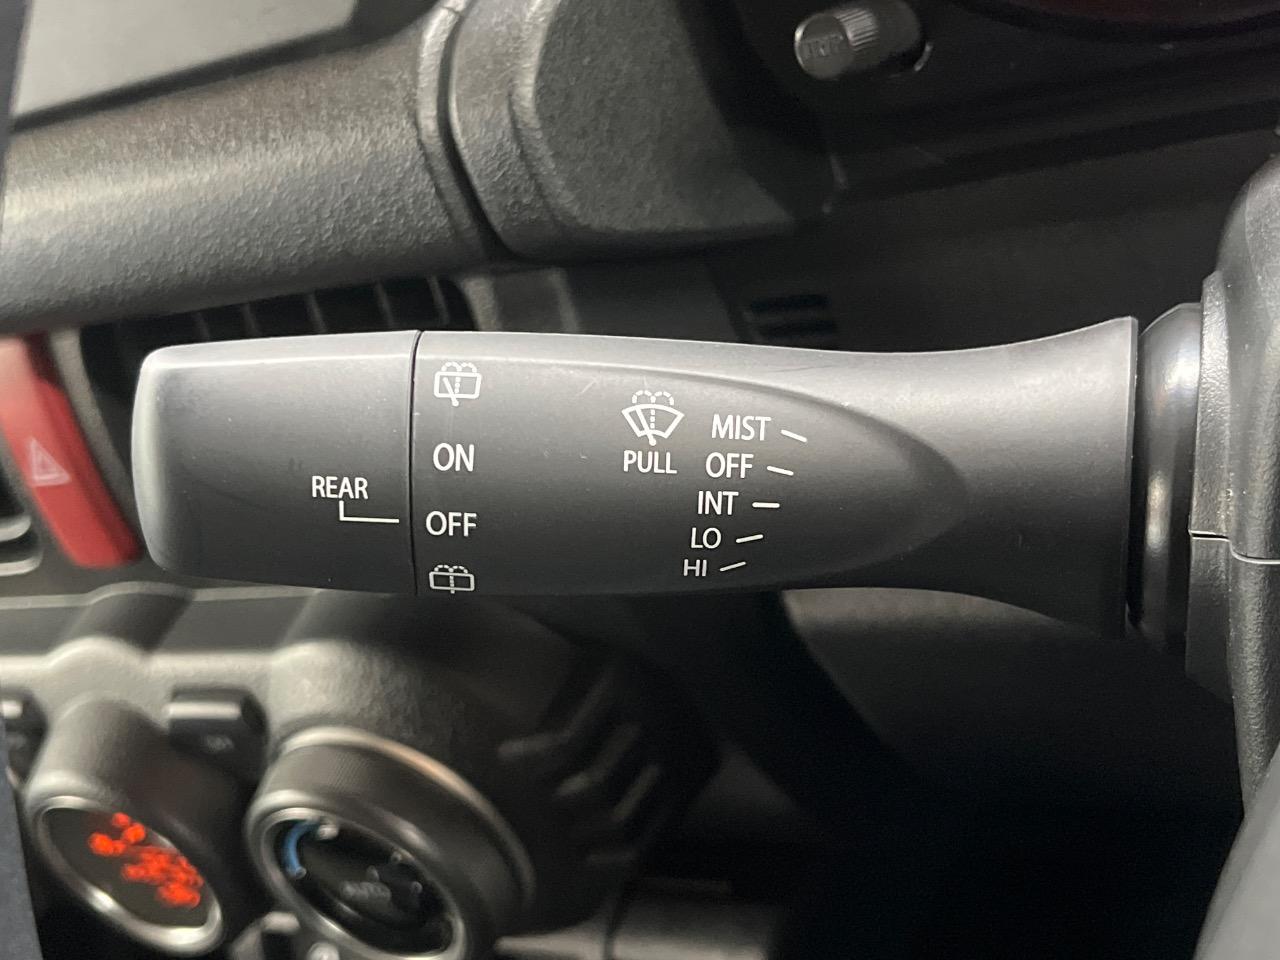 ON
REAR
OFF
PULL
MIST
OFF
INT
LO
HI